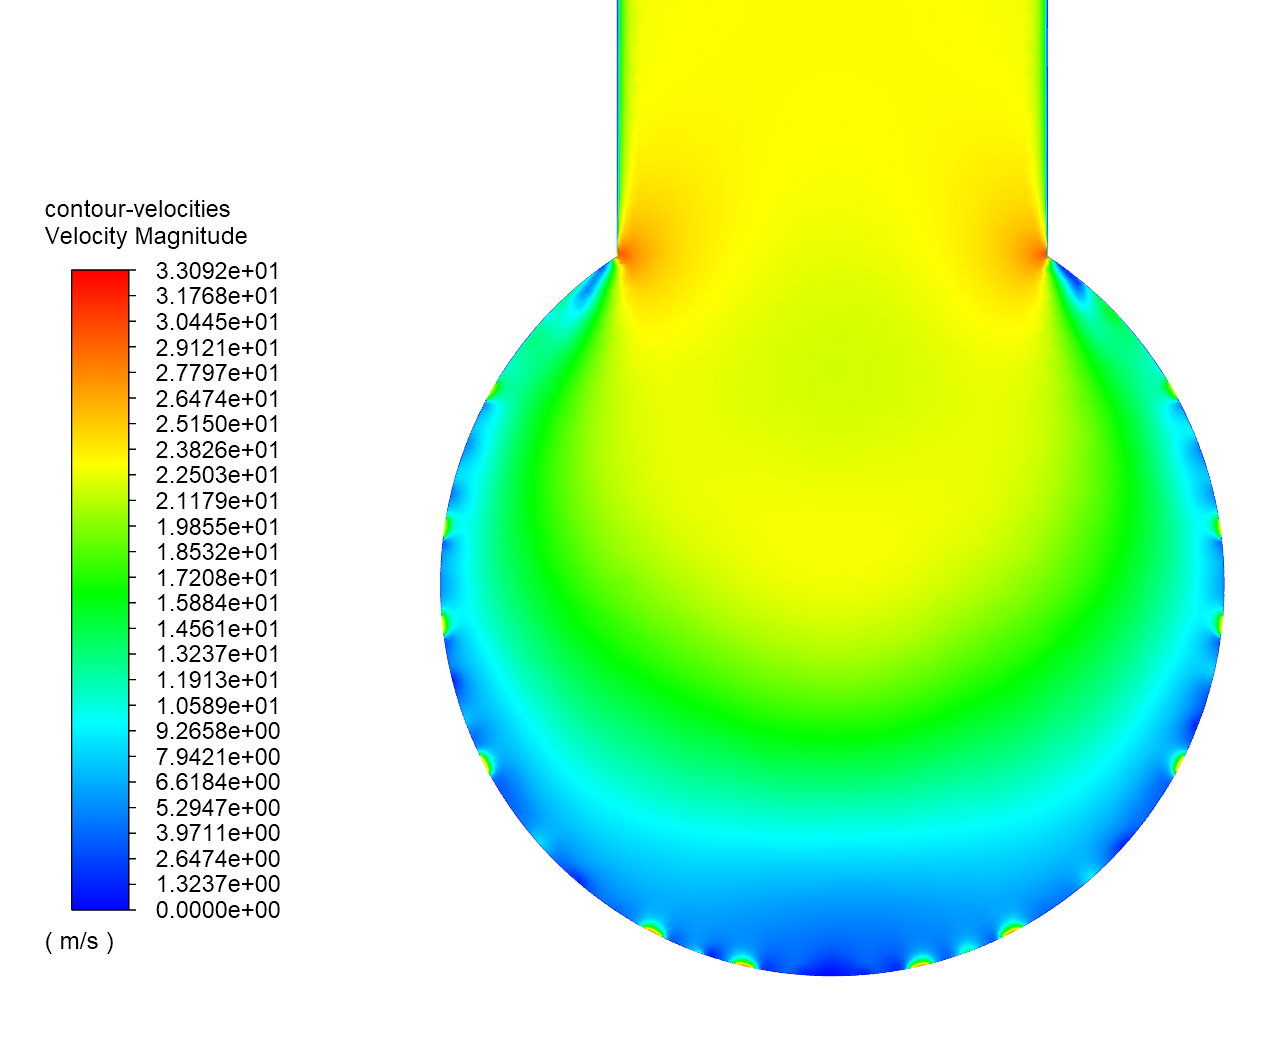 contour-velocities
Velocity Magnitude
3.3092e+01
3.1768e+01
3.0445e+01
2.9121e+01
2.7797e+01
2.6474e+01
2.5150e+01
2.3826e+01
2.2503e+01
2.1179e+01
1.9855e+01
1.8532e+01
1.7208e+01
1.5884e+01
1.4561e+01
1.3237e+01
1.1913e+01
1.0589e+01
9.2658e+00
7.9421e+00
6.6184e+00
5.2947e+00
3.9711e+00
2.6474e+00
1.3237e+00
0.0000e+00
( m/s )